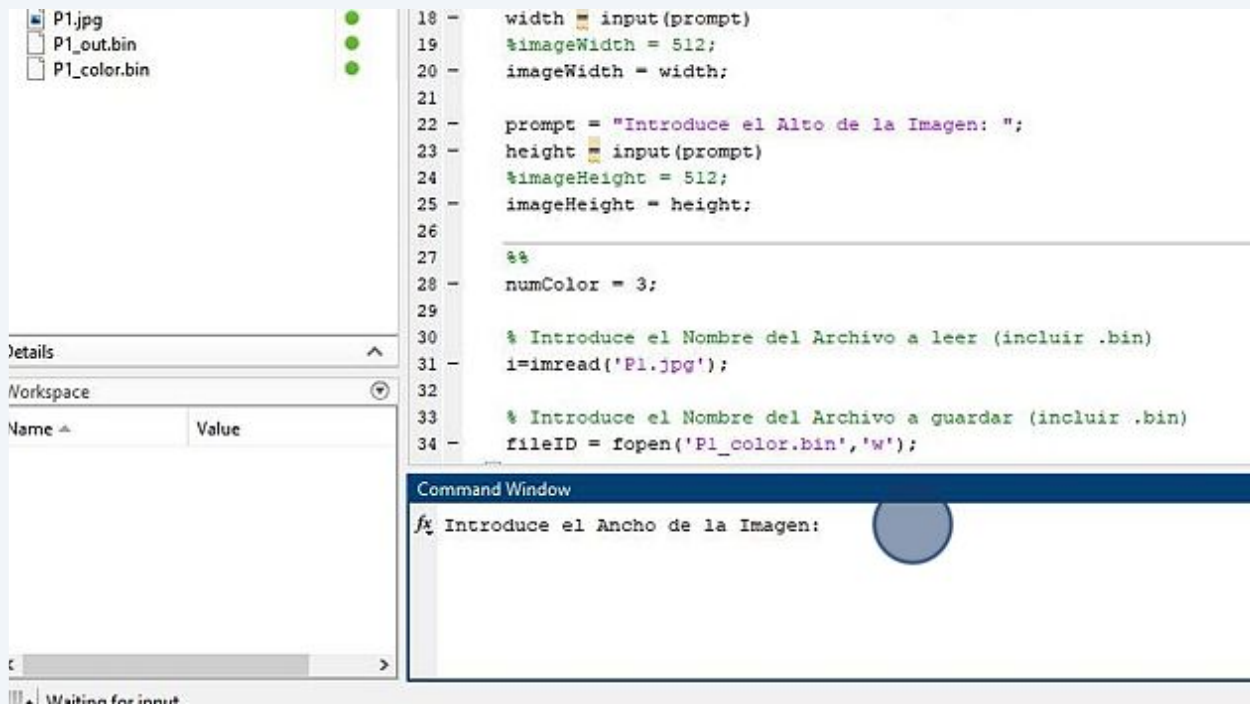 P1.jpg
P1_out.bin
P1_color.bin
Details
Workspace
Name
Value
18 - width = input(prompt)
19 %imageWidth = 512;
20 - imageWidth = width;
21
22 - prompt = "Introduce el Alto de la Imagen: ";
23 - height = input(prompt)
24 %imageHeight = 512;
25 - imageHeight = height;
26
27 %%
28 - numColor = 3;
29
30 % Introduce el Nombre del Archivo a leer (incluir .bin)
31 - i=imread('P1.jpg');
32
33 % Introduce el Nombre del Archivo a guardar (incluir .bin)
34 - fileID = fopen('P1_color.bin','w');
Command Window
fx Introduce el Ancho de la Imagen:
Waiting for input